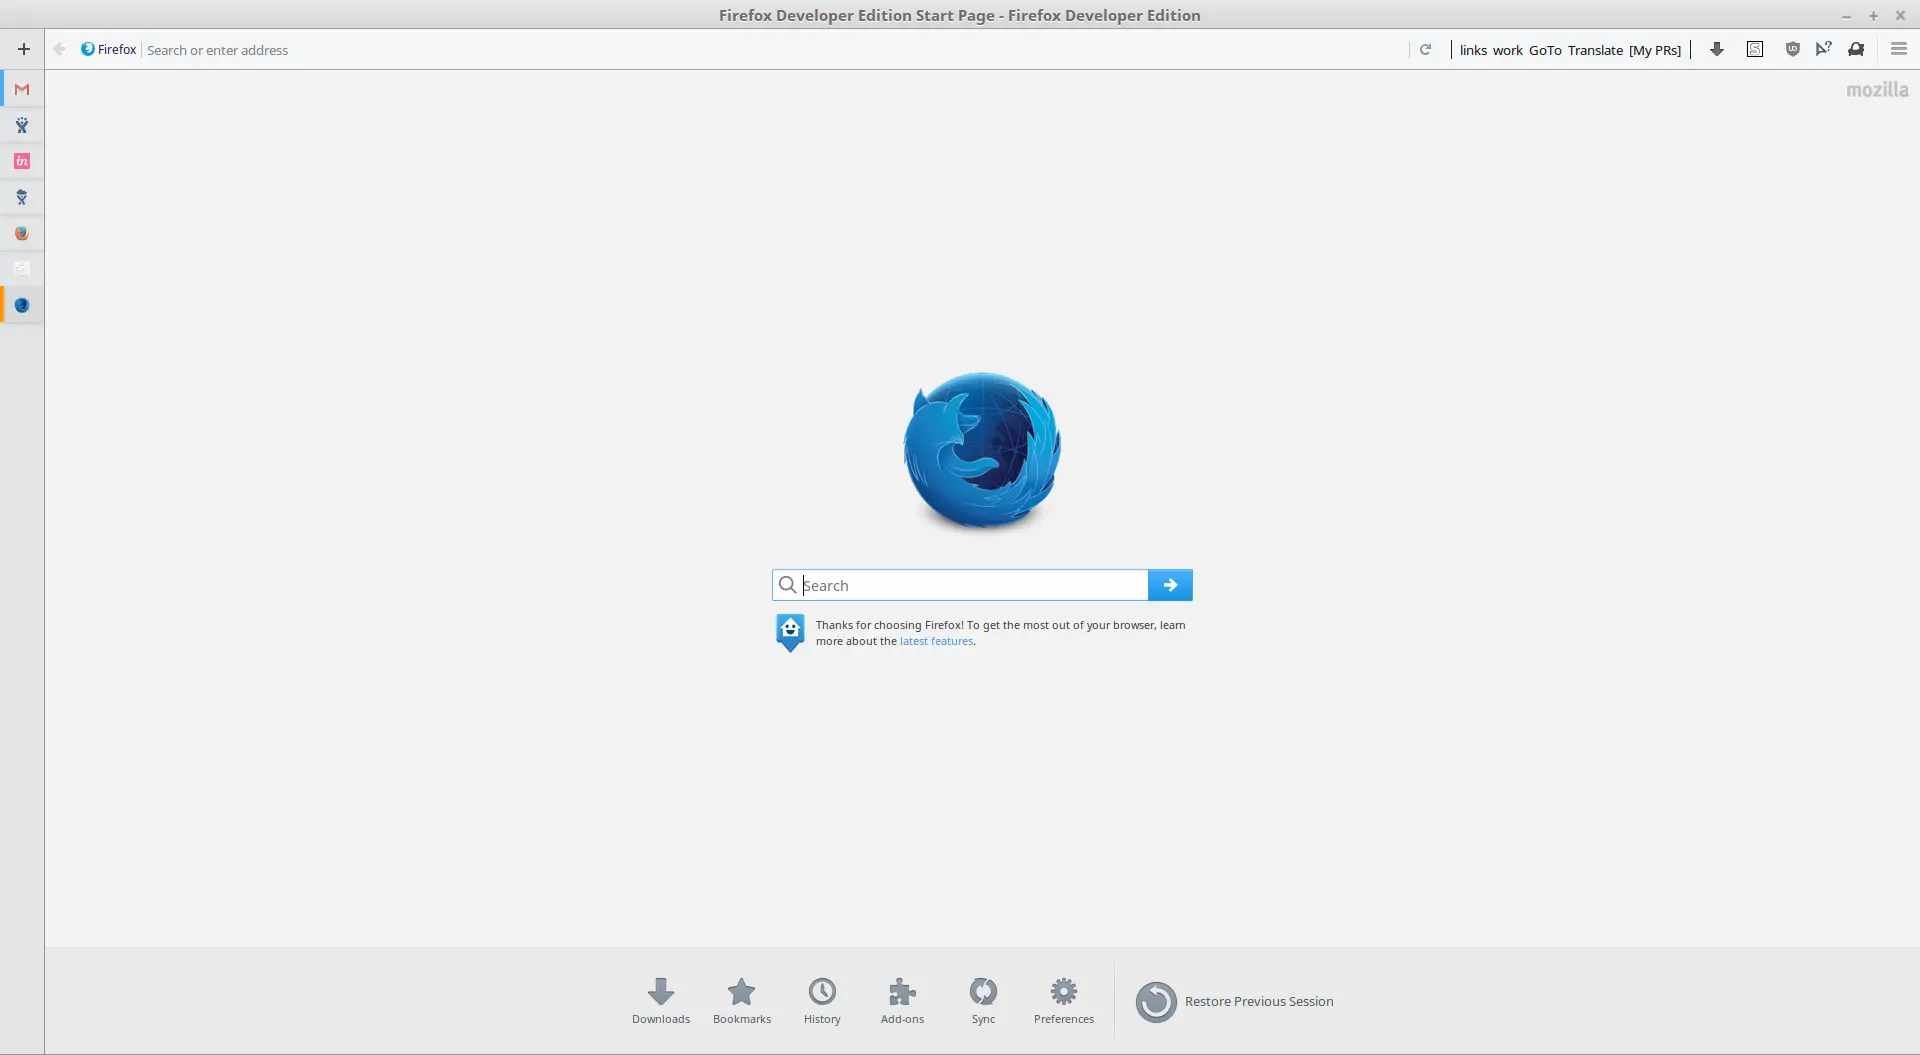 Firefox Developer Edition Start Page - Firefox Developer Edition
Firefox Search or enter address links work GoTo Translate [My PRs]
mozilla
in
Search
Thanks for choosing Firefox! To get the most out of your browser, learn
more about the latest features.
Downloads Bookmarks History Add-ons Sync Preferences Restore Previous Session